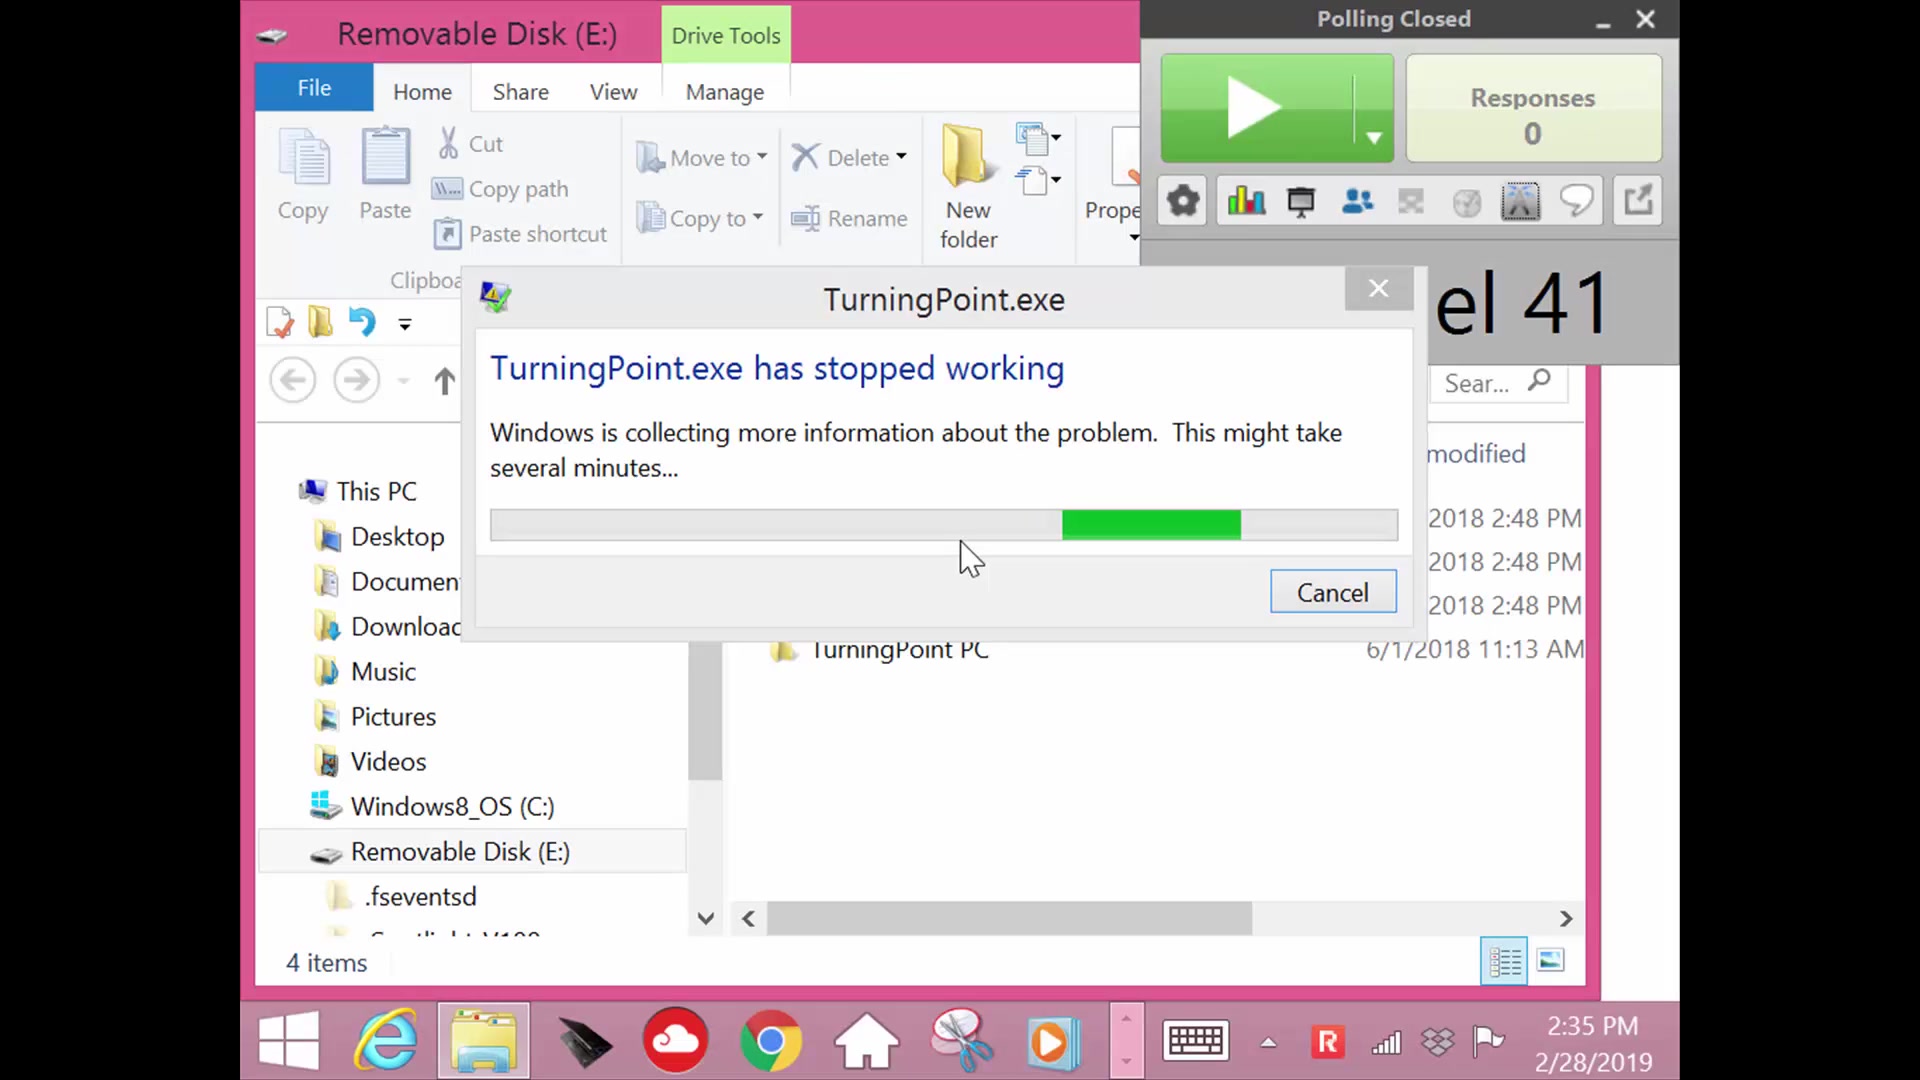 Removable Disk (E:)
Drive Tools
File
Home
Share
View
Manage
Copy
Paste
Cut
Copy path
Paste shortcut
Move to
Copy to
Delete
Rename
New
folder
Prope
Clipboa
Polling Closed
Responses
0
el 41
TurningPoint.exe
TurningPoint.exe has stopped working
Windows is collecting more information about the problem. This might take
several minutes...
Cancel
Sear...
modified
2018 2:48 PM
2018 2:48 PM
2018 2:48 PM
TurningPoint PC
6/1/2018 11:13 AM
This PC
Desktop
Documen
Downloac
Music
Pictures
Videos
Windows8_OS (C:)
Removable Disk (E:)
.fseventsd
4 items
R
2:35 PM
2/28/2019